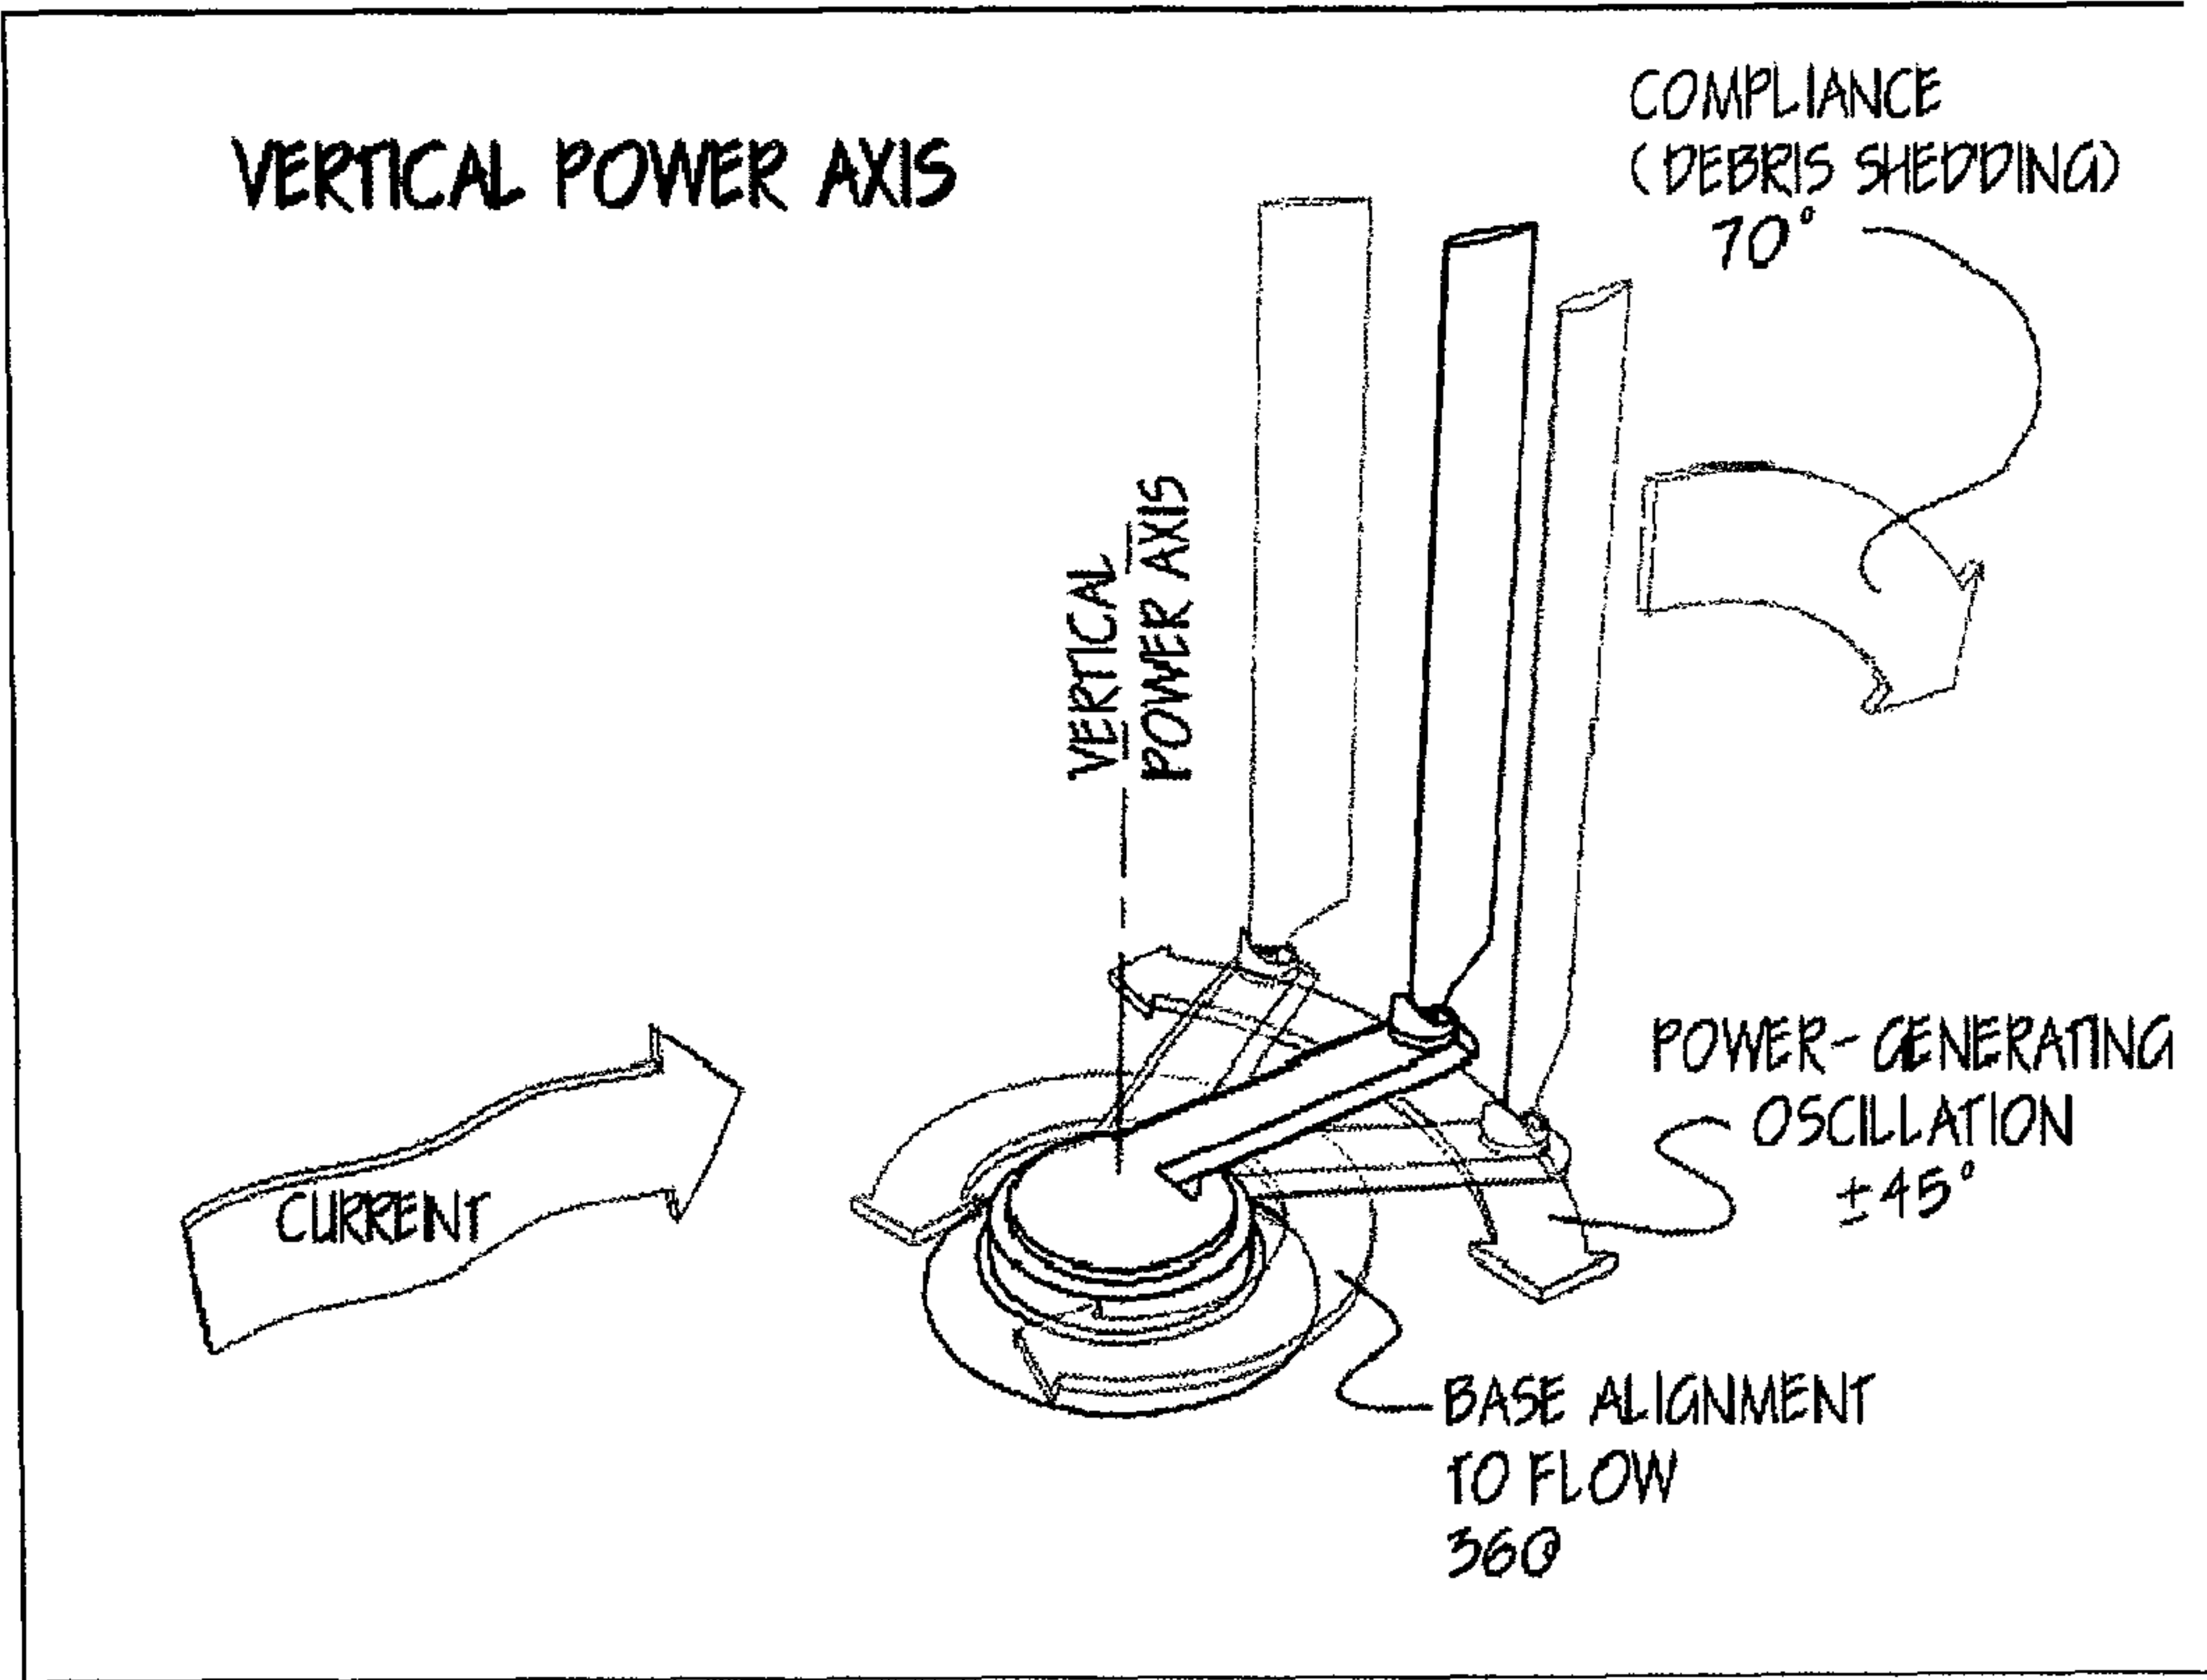 VERTICAL POWER AXIS
COMPLIANCE
(DEBRIS SHEDDING)
70°
VERTICAL
POWER AXIS
CURRENT
POWER-GENERATING
OSCILLATION
±45°
BASE ALIGNMENT
TO FLOW
360